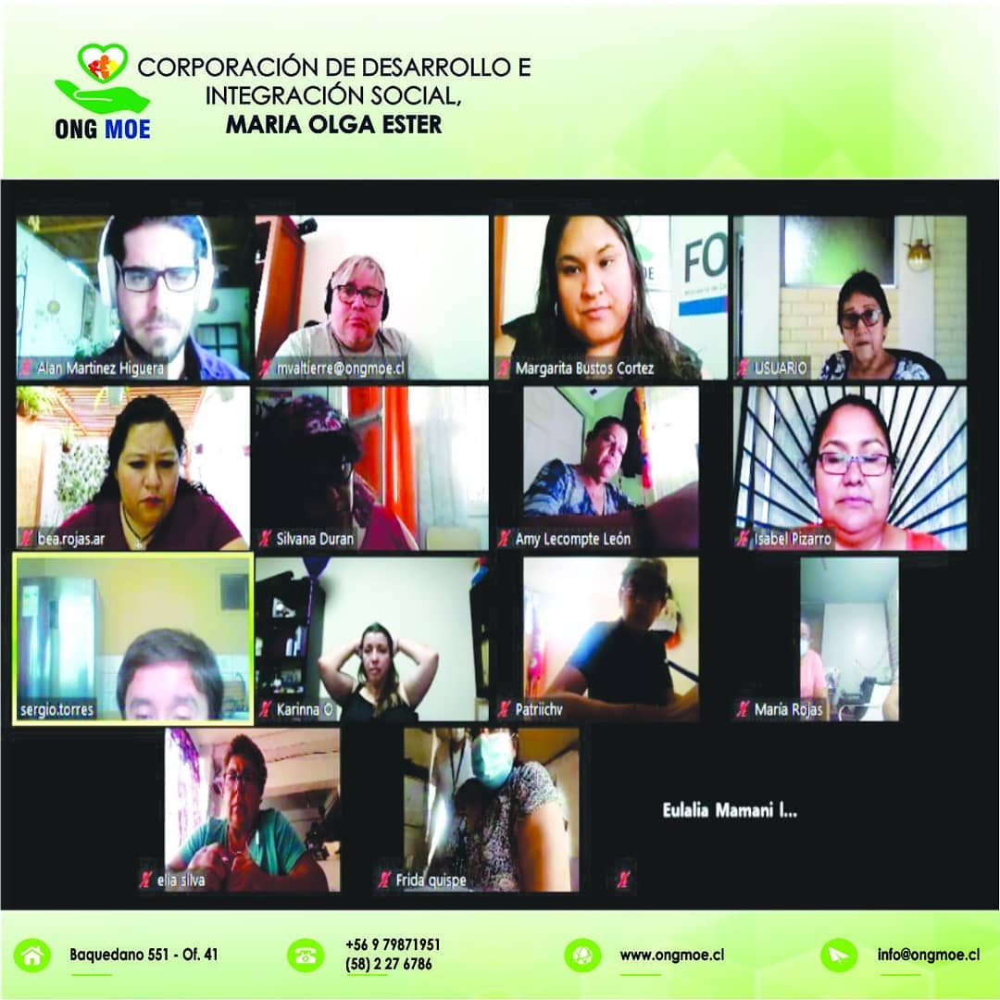 CORPORACIÓN DE DESARROLLO E
INTEGRACIÓN SOCIAL,
MARIA OLGA ESTER
ONG MOE
FO
Alan Martinez Higuera
mvaltierre@ongmoe.cl
Margarita Bustos Cortez
USUARIO
bea.rojas.ar
Silvana Duran
Amy Lecompte León
Isabel Pizarro
sergio.torres
Karinna O
Patriichv
María Rojas
elia silva
Frida quispe
Eulalia Mamani l...
Baquedano 551 - Of. 41
+56 9 79871951
(58) 2 27 6786
www.ongmoe.cl
info@ongmoe.cl